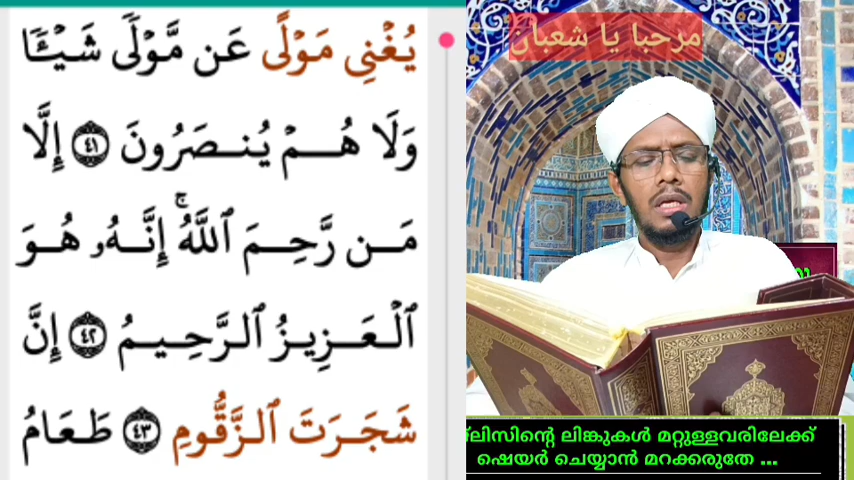 يُغْنِى مَوْلًى عَن مَّوْلًى شَيْـًٔا
وَلَا هُمْ يُنصَرُونَ ٤١ إِلَّا
مَن رَّحِمَ ٱللَّهُ ۚ إِنَّهُۥ هُوَ
ٱلْعَزِيزُ ٱلرَّحِيمُ ٤٢ إِنَّ
شَجَرَتَ ٱلزَّقُّومِ ٤٣ طَعَامُ
مرحبا يا شعبان
ലിങ്കുകൾ മറ്റുള്ളവരിലേക്ക്
ഷെയർ ചെയ്യാൻ മറക്കരുതേ ...